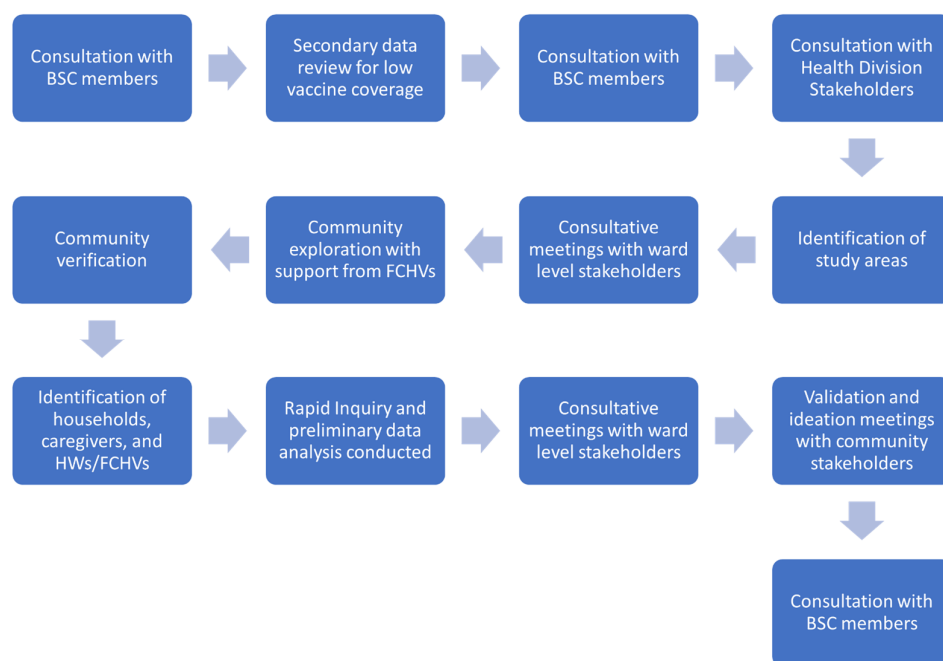 Consultation with
BSC members
Secondary data
review for low
vaccine coverage
Consultation with
BSC members
Consultation with
Health Division
Stakeholders
Identification of
study areas
Consultative
meetings with ward
level stakeholders
Community
exploration with
support from FCHVs
Community
verification
Identification of
households,
caregivers, and
HWs/FCHVs
Rapid Inquiry and
preliminary data
analysis conducted
Consultative
meetings with ward
level stakeholders
Validation and
ideation meetings
with community
stakeholders
Consultation with
BSC members